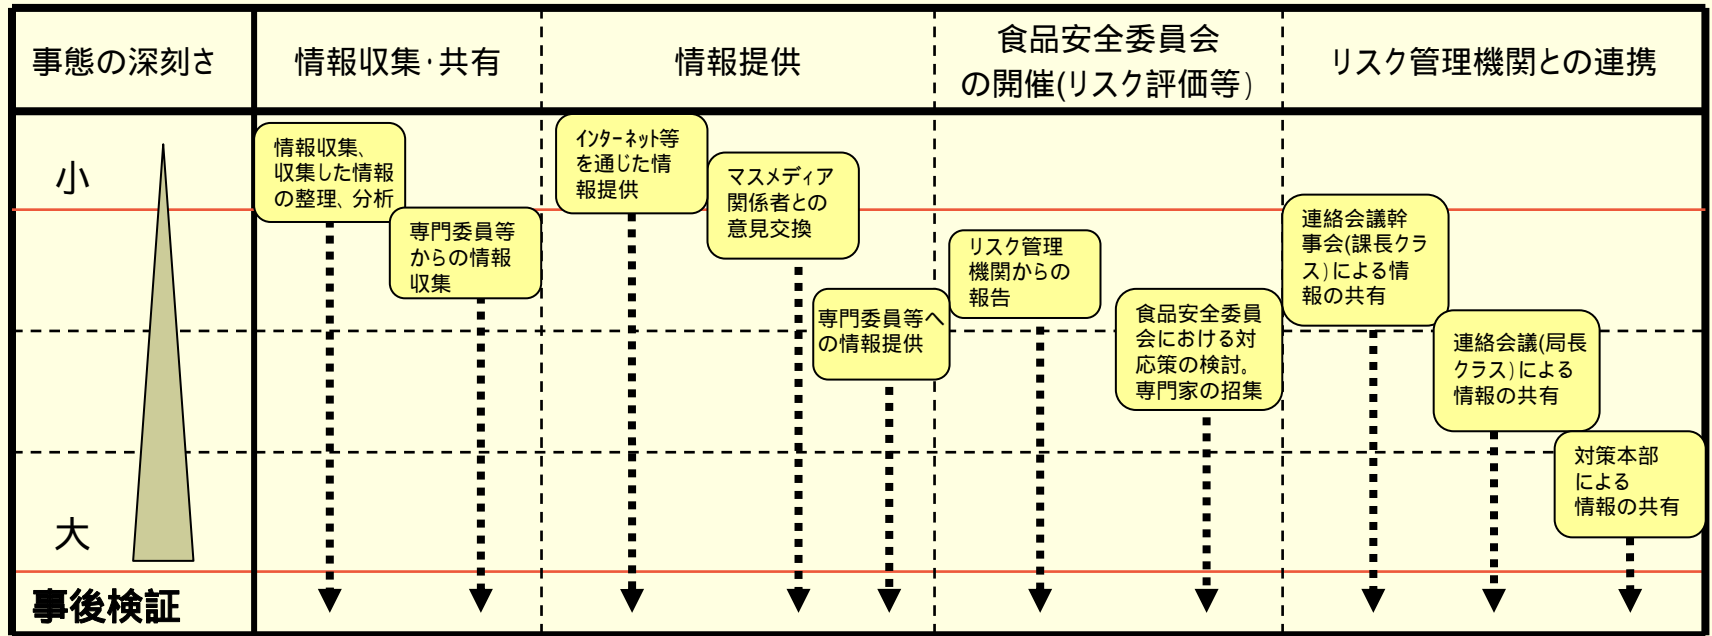 事態の深刻さ
情報収集・共有
情報提供
食品安全委員会
の開催(リスク評価等)
リスク管理機関との連携
小
大
事後検証
情報収集、
収集した情報
の整理、分析
専門委員等
からの情報
収集
インターネット等
を通じた情
報提供
マスメディア
関係者との
意見交換
専門委員等へ
の情報提供
リスク管理
機関からの
報告
食品安全委員
会における対
応策の検討。
専門家の招集
連絡会議幹
事会(課長クラ
ス)による情
報の共有
連絡会議(局長
クラス)による
情報の共有
対策本部
による
情報の共有